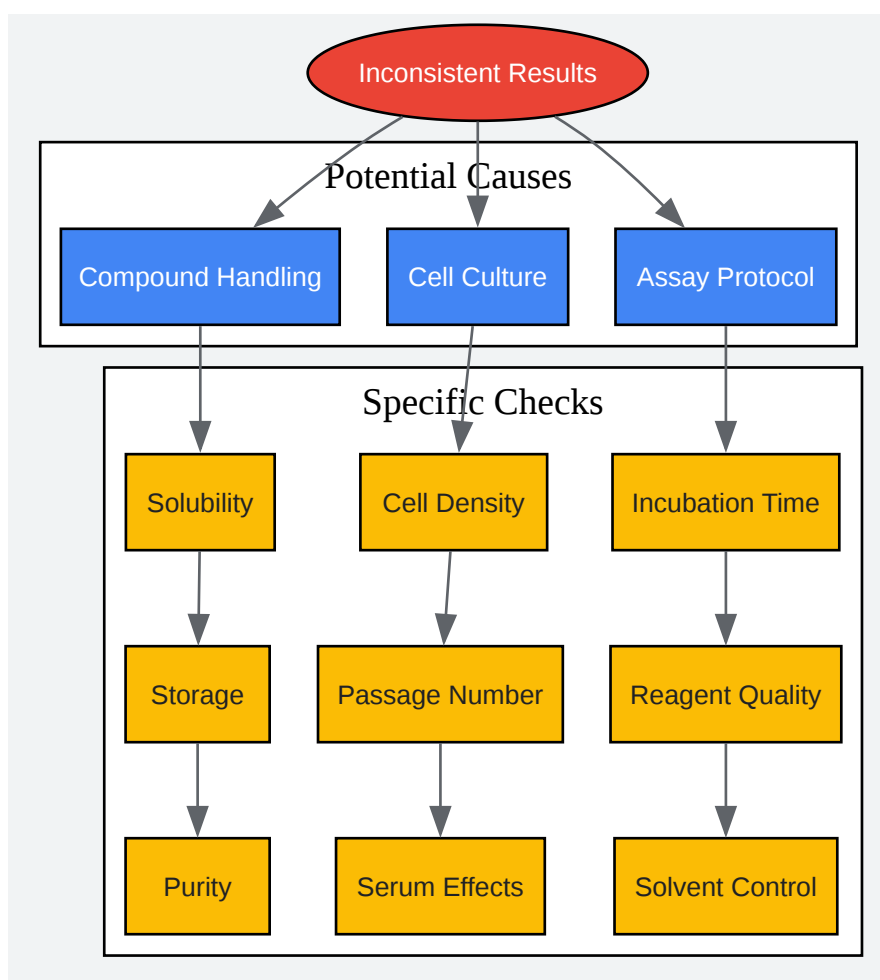 Inconsistent Results
Potential Causes
Compound Handling
Cell Culture
Assay Protocol
Specific Checks
Solubility
Cell Density
Incubation Time
Storage
Passage Number
Reagent Quality
Purity
Serum Effects
Solvent Control